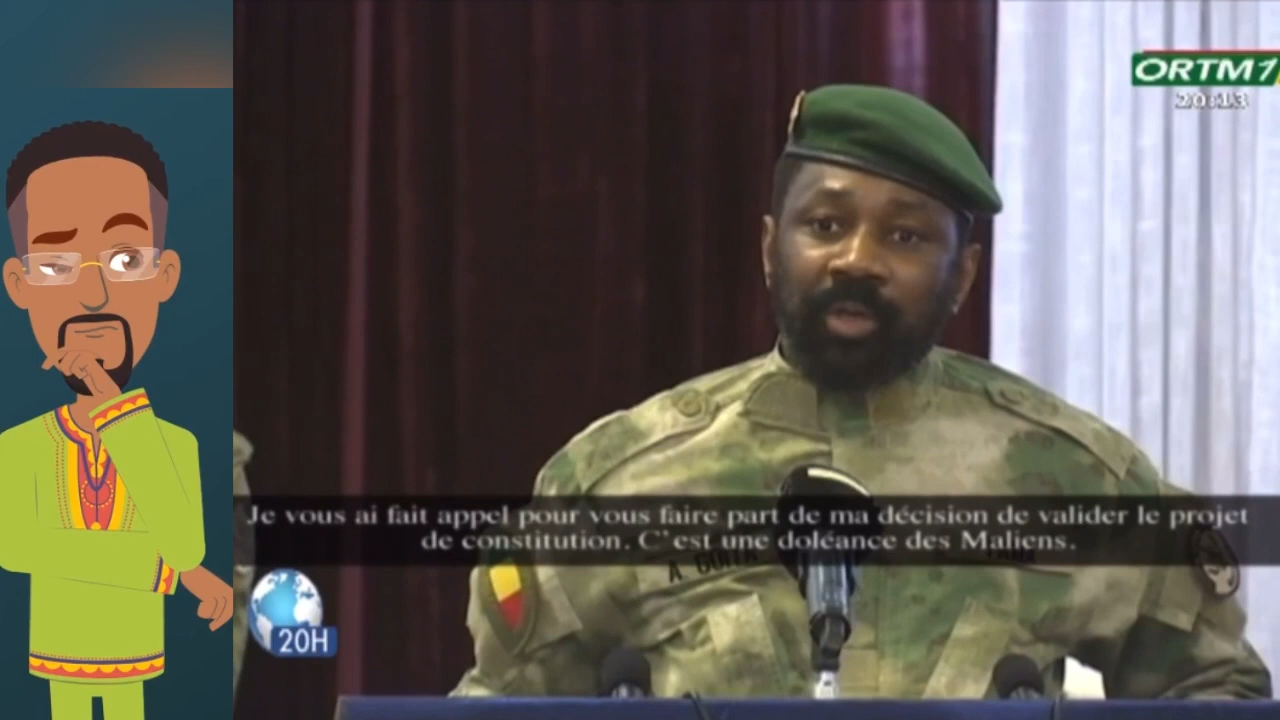 ORTM1
20:13
Je vous ai fait appel pour vous faire part de ma décision de valider le projet
de constitution. C'est une doléance des Maliens.
A GOITA
20H